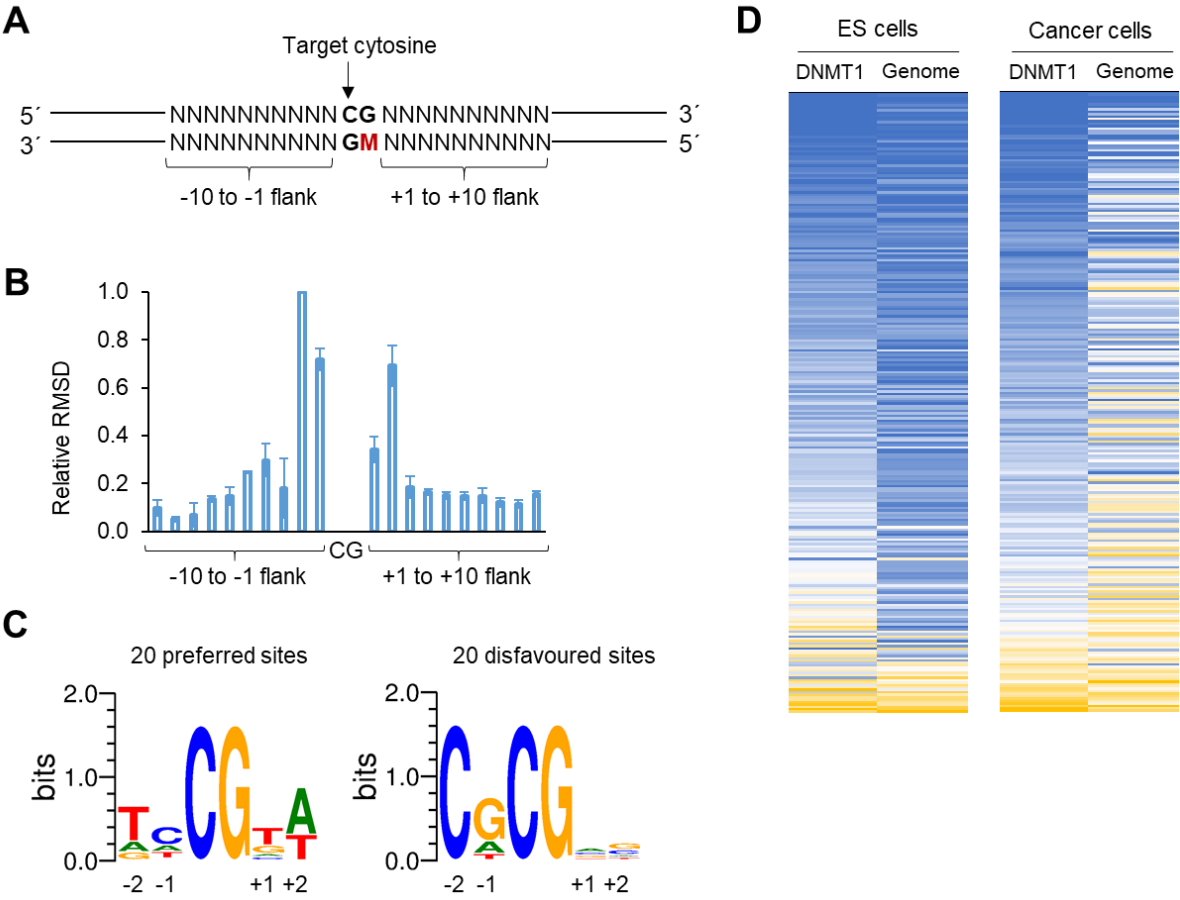 A
Target cytosine
5´ NNNNNNNNNN CG NNNNNNNNNN 3´
3´ NNNNNNNNNN GM NNNNNNNNNN 5´
-10 to -1 flank +1 to +10 flank
B
Relative RMSD
1.0
0.8
0.6
0.4
0.2
0.0
CG
-10 to -1 flank +1 to +10 flank
C
20 preferred sites
bits
2.0
1.0
0.0
T C CG T A
A A G T
G T
-2 -1 +1 +2
20 disfavoured sites
bits
2.0
1.0
0.0
C G CG
A
-2 -1 +1 +2
D
ES cells Cancer cells
DNMT1 Genome DNMT1 Genome